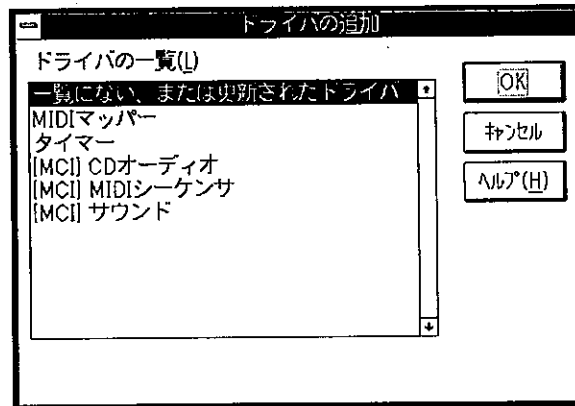 ドライバの追加
ドライバの一覧(L)
一覧にない、または更新されたドライバ
MIDIマッパー
タイマー
[MCI] CDオーディオ
[MCI] MIDIシーケンサ
[MCI] サウンド
OK
ｷｬﾝｾﾙ
ﾍﾙﾌﾟ(H)